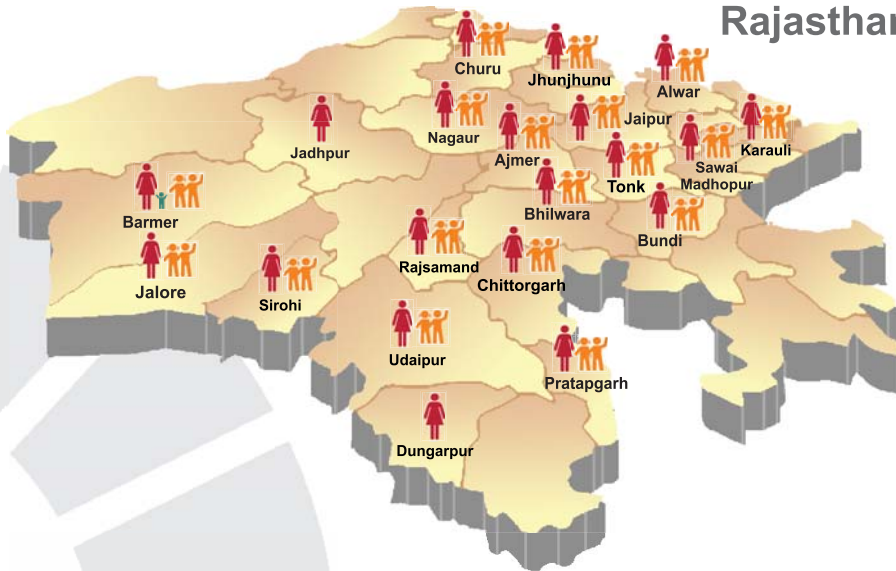 Rajasthan
Churu
Jhunjhunu
Alwar
Nagaur
Jaipur
Jadhpur
Ajmer
Karauli
Sawai
Madhopur
Tonk
Barmer
Bhilwara
Bundi
Rajsamand
Jalore
Chittorgarh
Sirohi
Udaipur
Pratapgarh
Dungarpur